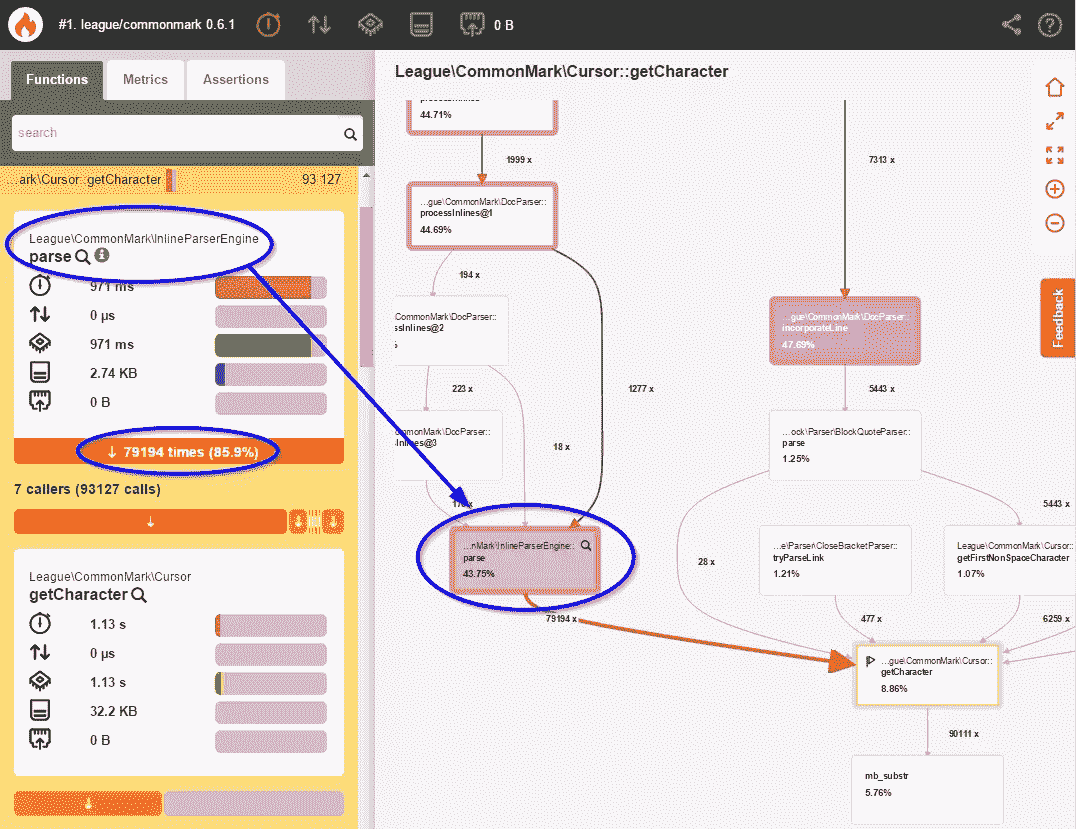 #1. league/commonmark 0.6.1
0 B
Functions
Metrics
Assertions
search
...ark\Cursor::getCharacter
93 127
League\CommonMark\InlineParserEngine
parse
971 ms
0 µs
971 ms
2.74 KB
0 B
↓ 79194 times (85.9%)
7 callers (93127 calls)
League\CommonMark\Cursor
getCharacter
1.13 s
0 µs
1.13 s
32.2 KB
0 B
League\CommonMark\Cursor::getCharacter
44.71%
1999 x
7313 x
...gue\CommonMark\DocParser::
processInlines@1
44.69%
194 x
CommonMark\DocParser::
ssInlines@2
...gue\CommonMark\DocParser::
incorporateLine
47.69%
223 x
1277 x
5443 x
ommonMark\DocParser::
18 x
...ock\Parser\BlockQuoteParser::
parse
1.25%
5443 x
...nMark\InlineParserEngine::
parse
43.75%
28 x
...e\Parser\CloseBracketParser::
tryParseLink
1.21%
League\CommonMark\Cursor::
getFirstNonSpaceCharacter
1.07%
79194 x
477 x
6259 x
...gue\CommonMark\Cursor::
getCharacter
8.86%
90111 x
mb_substr
5.76%
Feedback